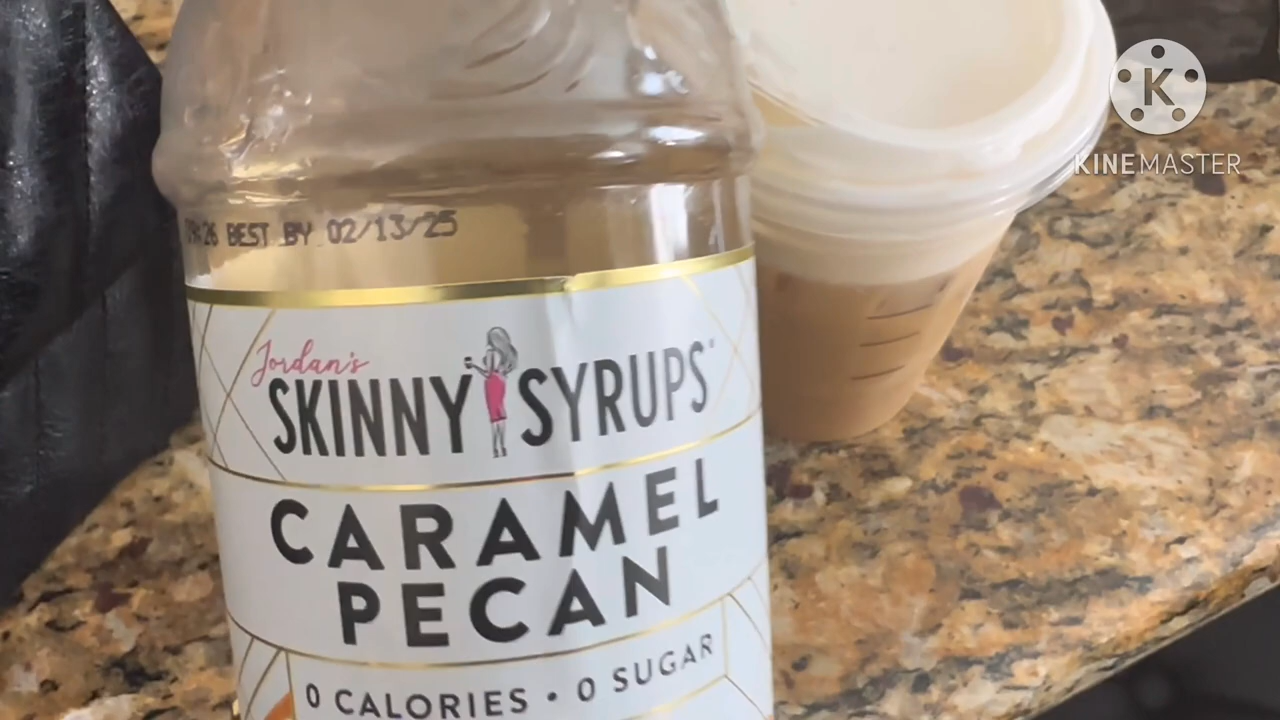 BEST BY 02/13/25
Jordan's
SKINNY SYRUPS
CARAMEL
PECAN
0 CALORIES • 0 SUGAR
K
KINEMASTER